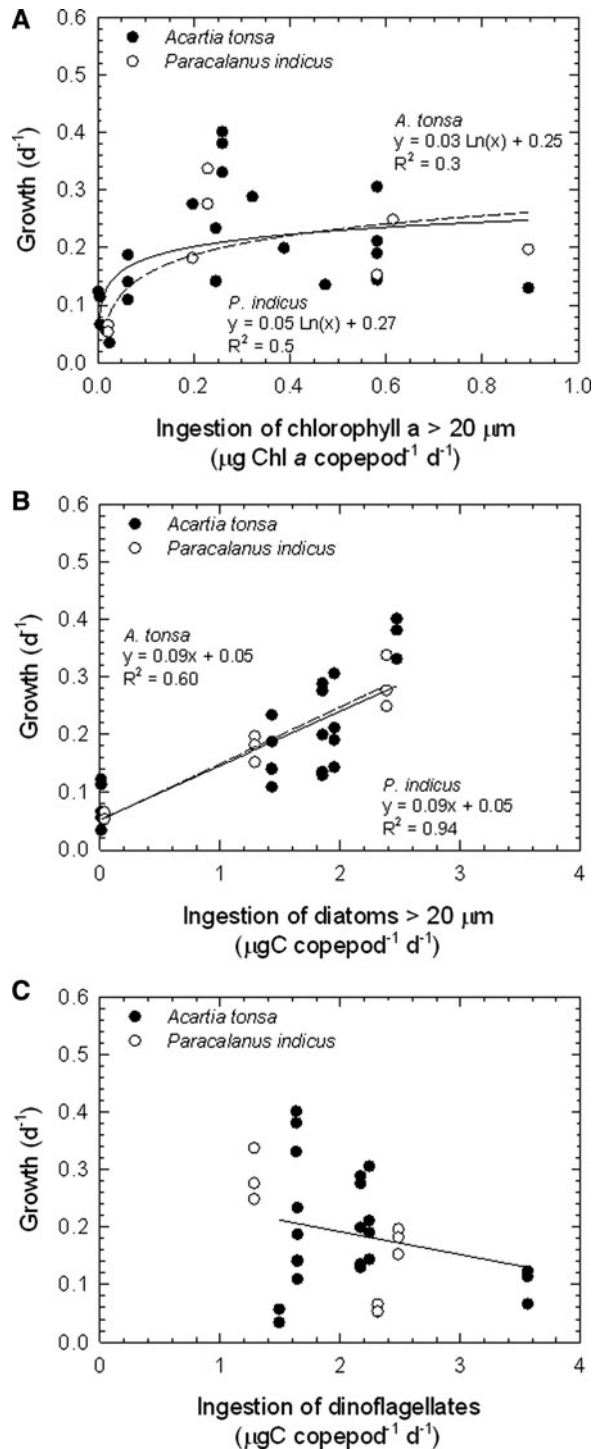 A
Acartia tonsa
Paracalanus indicus
0.6
0.5
0.4
0.3
0.2
0.1
0.0
Growth (d⁻¹)
A. tonsa
y = 0.03 Ln(x) + 0.25
R² = 0.3
P. indicus
y = 0.05 Ln(x) + 0.27
R² = 0.5
0.0 0.2 0.4 0.6 0.8 1.0
Ingestion of chlorophyll a > 20 μm
(μg Chl a copepod⁻¹ d⁻¹)
B
Acartia tonsa
Paracalanus indicus
0.6
0.5
0.4
0.3
0.2
0.1
0.0
Growth (d⁻¹)
A. tonsa
y = 0.09x + 0.05
R² = 0.60
P. indicus
y = 0.09x + 0.05
R² = 0.94
0 1 2 3 4
Ingestion of diatoms > 20 μm
(μgC copepod⁻¹ d⁻¹)
C
Acartia tonsa
Paracalanus indicus
0.6
0.5
0.4
0.3
0.2
0.1
0.0
Growth (d⁻¹)
0 1 2 3 4
Ingestion of dinoflagellates
(μgC copepod⁻¹ d⁻¹)